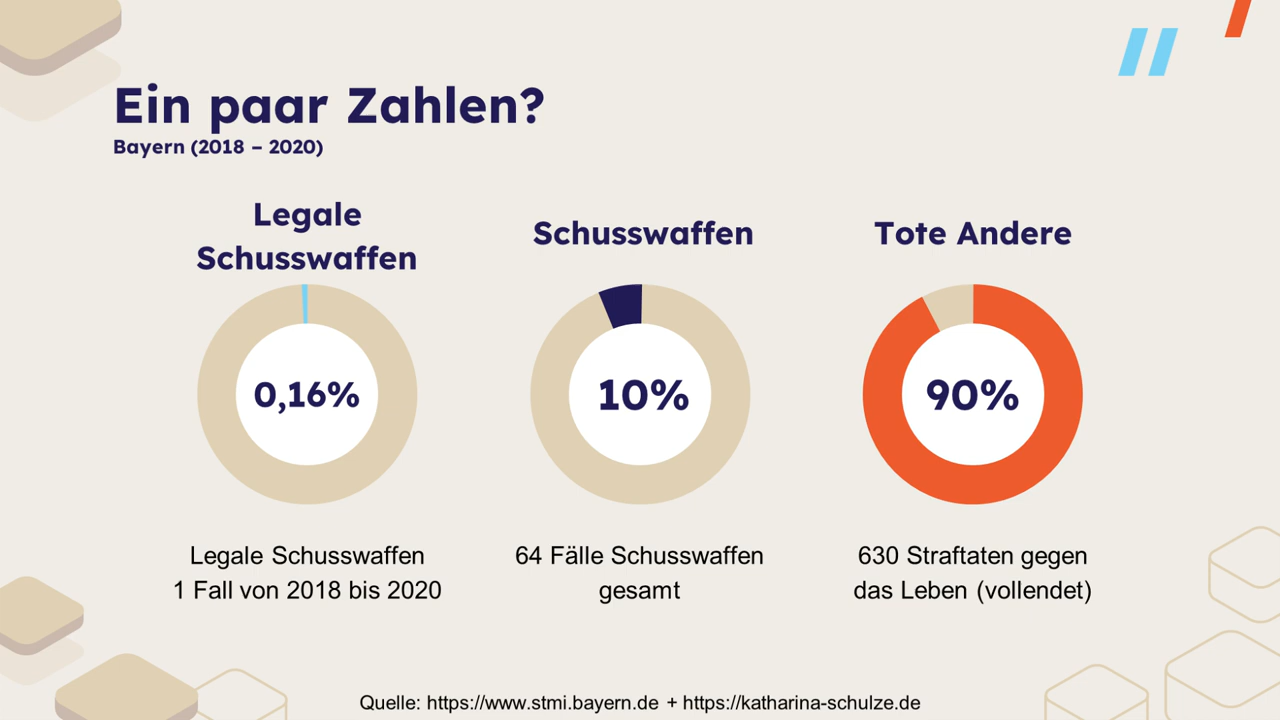 Ein paar Zahlen?
Bayern (2018 – 2020)
Legale
Schusswaffen
0,16%
Legale Schusswaffen
1 Fall von 2018 bis 2020
Schusswaffen
10%
64 Fälle Schusswaffen
gesamt
Tote Andere
90%
630 Straftaten gegen
das Leben (vollendet)
Quelle: https://www.stmi.bayern.de + https://katharina-schulze.de